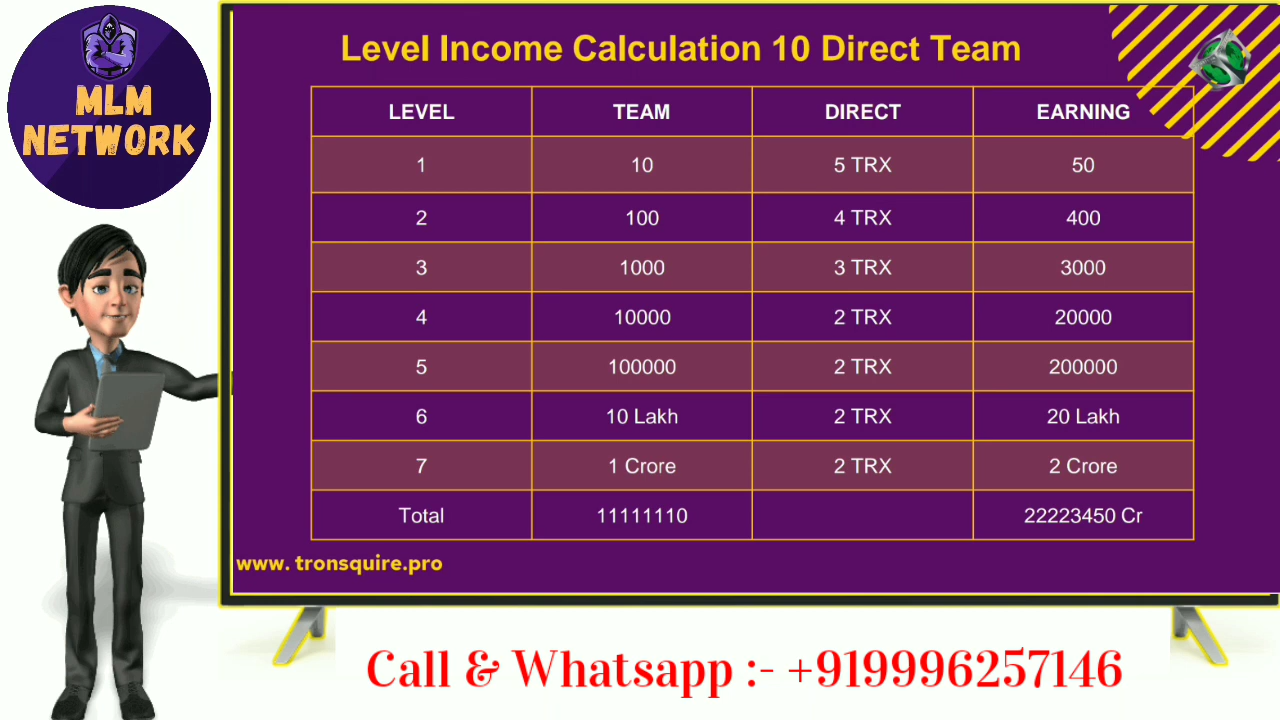 MLM
NETWORK
Level Income Calculation 10 Direct Team
LEVEL TEAM DIRECT EARNING
1 10 5 TRX 50
2 100 4 TRX 400
3 1000 3 TRX 3000
4 10000 2 TRX 20000
5 100000 2 TRX 200000
6 10 Lakh 2 TRX 20 Lakh
7 1 Crore 2 TRX 2 Crore
Total 11111110 22223450 Cr
www. tronsquire.pro
Call & Whatsapp :- +919996257146